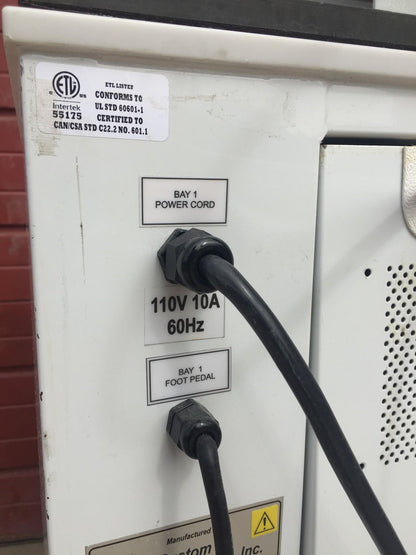 ETL LISTED
CONFORMS TO
UL STD 60601-1
CERTIFIED TO
CAN/CSA STD C22.2 NO. 601.1
ETL
C US
Intertek
55175
BAY 1
POWER CORD
110V 10A
60Hz
BAY 1
FOOT PEDAL
Manufactured
Inc.